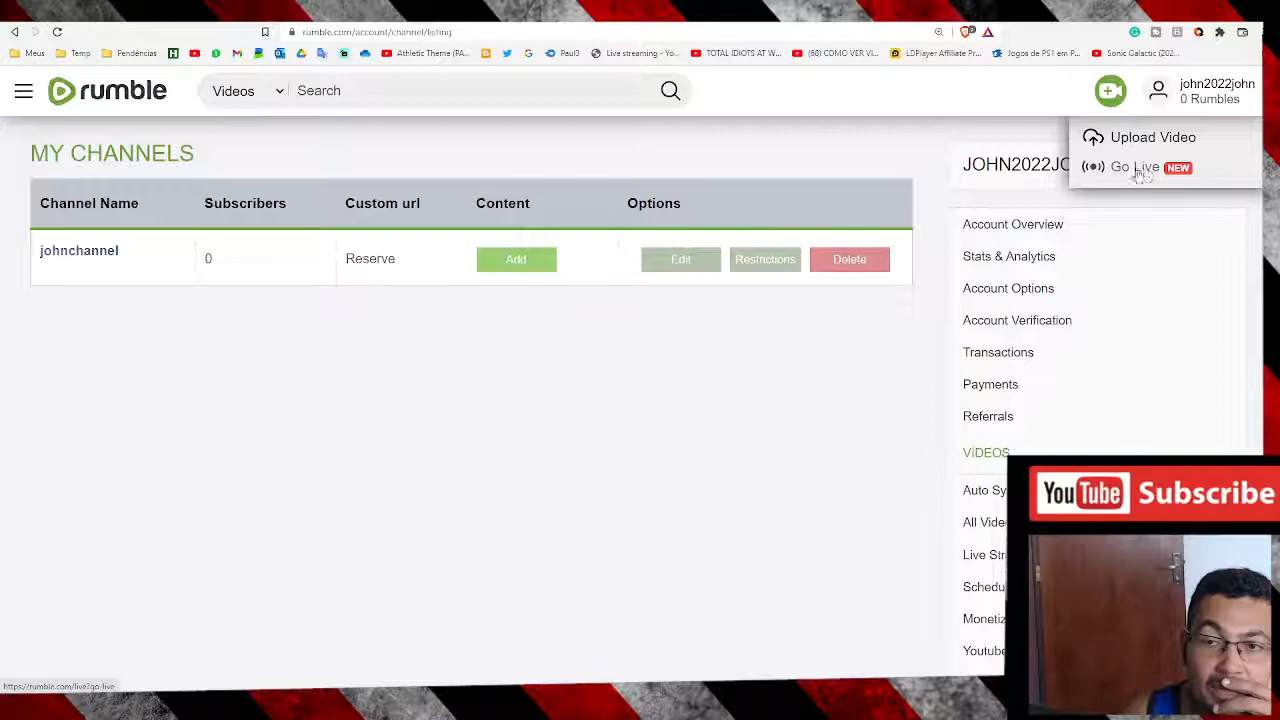 rumble.com/account/channel/listing
Meus
Temp
Pendências
Athletic Theme (PA...
Paul3
Live streaming - Yo...
TOTAL IDIOTS AT W...
(68) COMO VER VI...
LDPlayer Affiliate Pr...
Jogos de PS1 em P...
Sonic Galactic (202...
rumble
Videos
Search
john2022john
0 Rumbles
Upload Video
Go Live NEW
MY CHANNELS
JOHN2022JO
Channel Name
Subscribers
Custom url
Content
Options
johnchannel
0
Reserve
Add
Edit
Restrictions
Delete
Account Overview
Stats & Analytics
Account Options
Account Verification
Transactions
Payments
Referrals
VIDEOS
Auto Sy
All Vide
Live Str
Schedu
Monetiz
Youtube
YouTube Subscribe
https://rumble.com/live?go-live